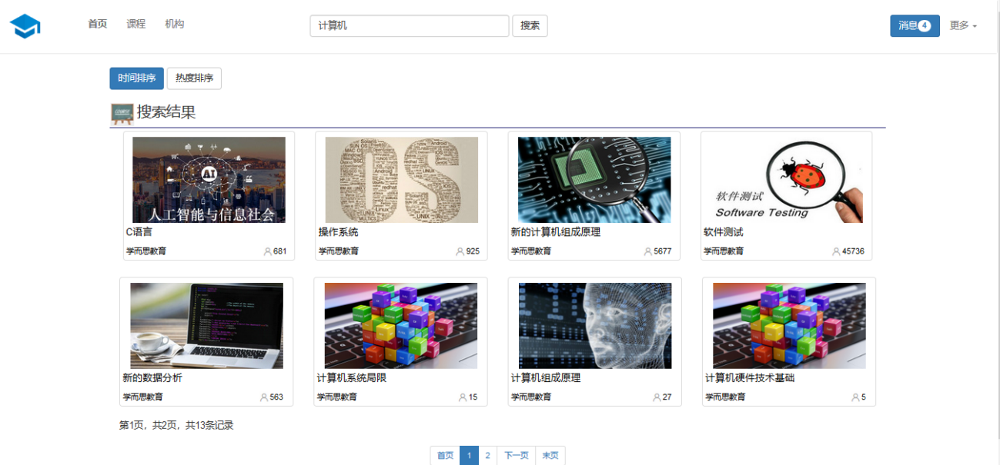 首页 课程 机构 计算机 搜索 消息 4 更多
时间排序 热度排序
搜索结果
AI
人工智能与信息社会
OS
软件测试
Software Testing
C语言 操作系统 新的计算机组成原理 软件测试
学而思教育 681 学而思教育 925 学而思教育 5677 学而思教育 45736
新的数据分析 计算机系统局限 计算机组成原理 计算机硬件技术基础
学而思教育 563 学而思教育 15 学而思教育 27 学而思教育 5
第1页，共2页，共13条记录
首页 1 2 下一页 末页